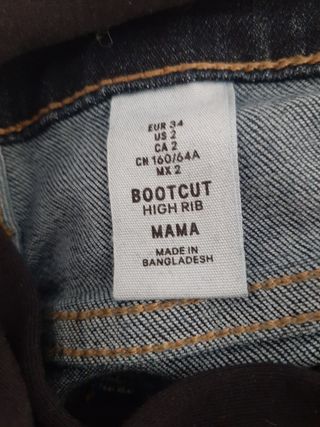 EUR 34
US 2
CA 2
CN 160/64A
MX 2
BOOTCUT
HIGH RIB
MAMA
MADE IN
BANGLADESH